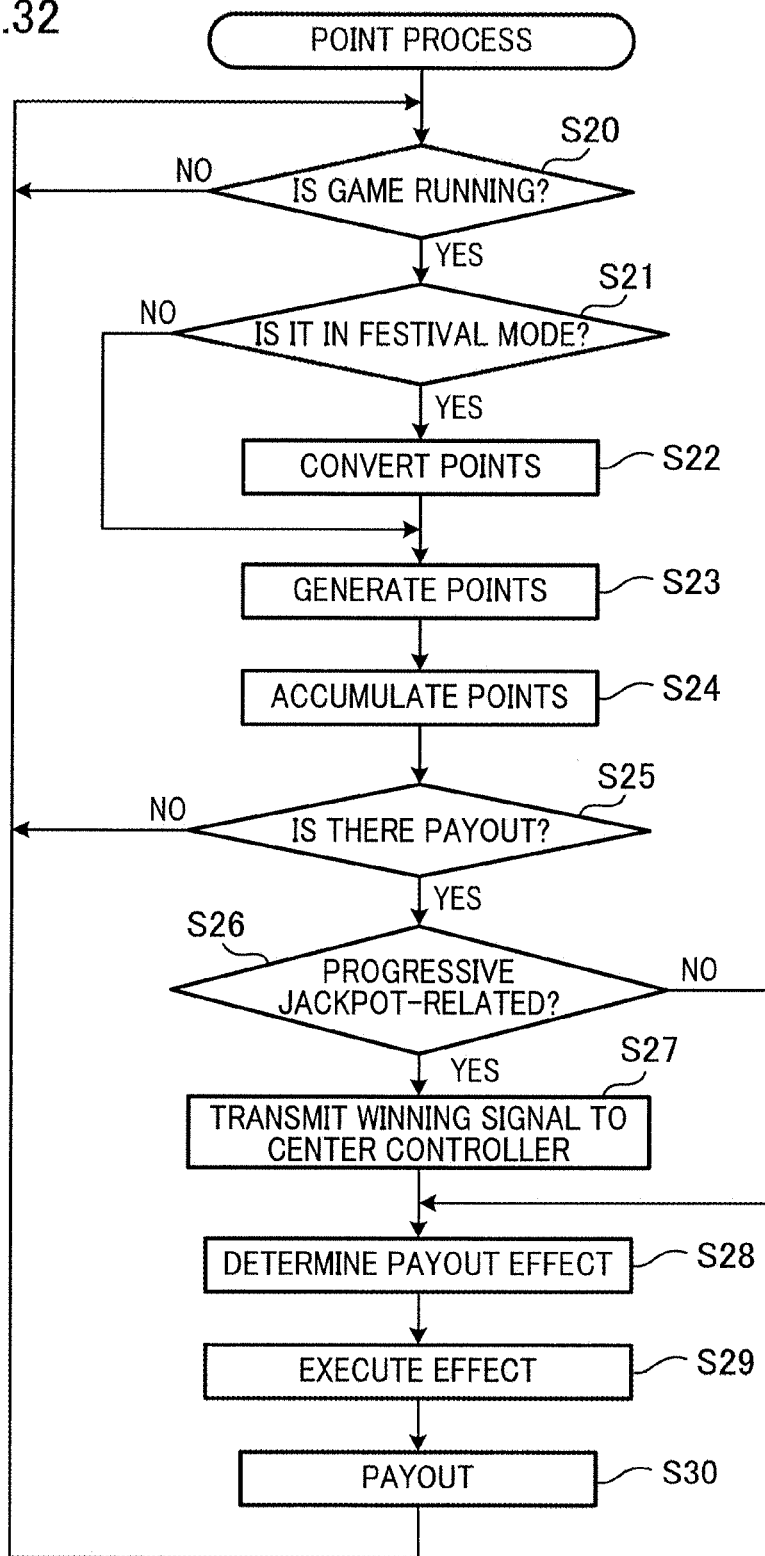 .32
POINT PROCESS
S20
NO
IS GAME RUNNING?
YES
S21
NO
IS IT IN FESTIVAL MODE?
YES
CONVERT POINTS
S22
GENERATE POINTS
S23
ACCUMULATE POINTS
S24
S25
NO
IS THERE PAYOUT?
YES
S26
PROGRESSIVE
JACKPOT-RELATED?
NO
YES
S27
TRANSMIT WINNING SIGNAL TO
CENTER CONTROLLER
DETERMINE PAYOUT EFFECT
S28
EXECUTE EFFECT
S29
PAYOUT
S30